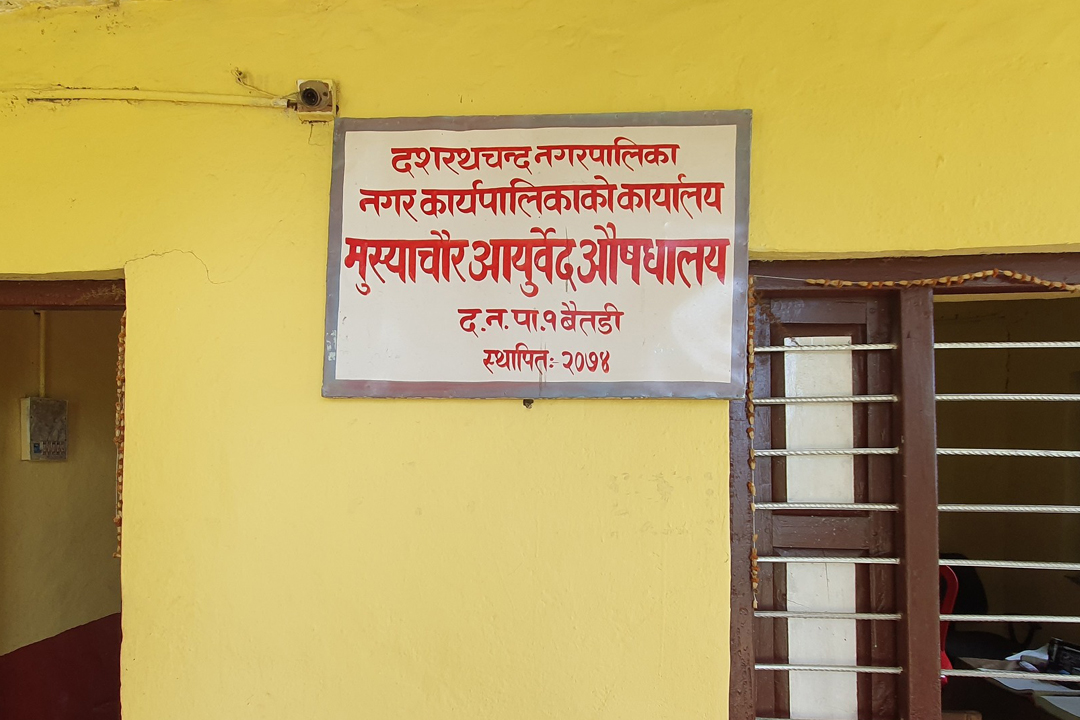 दशरथचन्द नगरपालिका
नगर कार्यपालिकाको कार्यालय
मुस्याचौर आयुर्वेद औषधालय
द.न.पा.१ बैतडी
स्थापितः २०७४